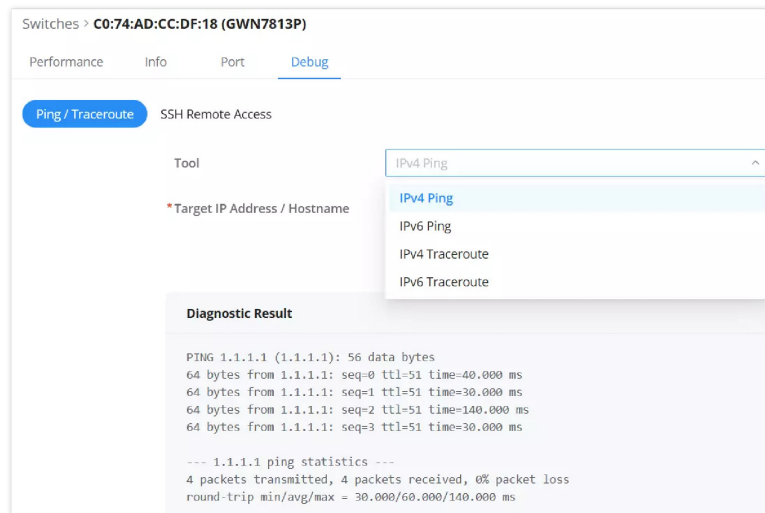 Switches > C0:74:AD:CC:DF:18 (GWN7813P)
Performance Info Port Debug
Ping / Traceroute SSH Remote Access
Tool IPv4 Ping
*Target IP Address / Hostname
IPv4 Ping
IPv6 Ping
IPv4 Traceroute
IPv6 Traceroute
Diagnostic Result
PING 1.1.1.1 (1.1.1.1): 56 data bytes
64 bytes from 1.1.1.1: seq=0 ttl=51 time=40.000 ms
64 bytes from 1.1.1.1: seq=1 ttl=51 time=30.000 ms
64 bytes from 1.1.1.1: seq=2 ttl=51 time=140.000 ms
64 bytes from 1.1.1.1: seq=3 ttl=51 time=30.000 ms
--- 1.1.1.1 ping statistics ---
4 packets transmitted, 4 packets received, 0% packet loss
round-trip min/avg/max = 30.000/60.000/140.000 ms